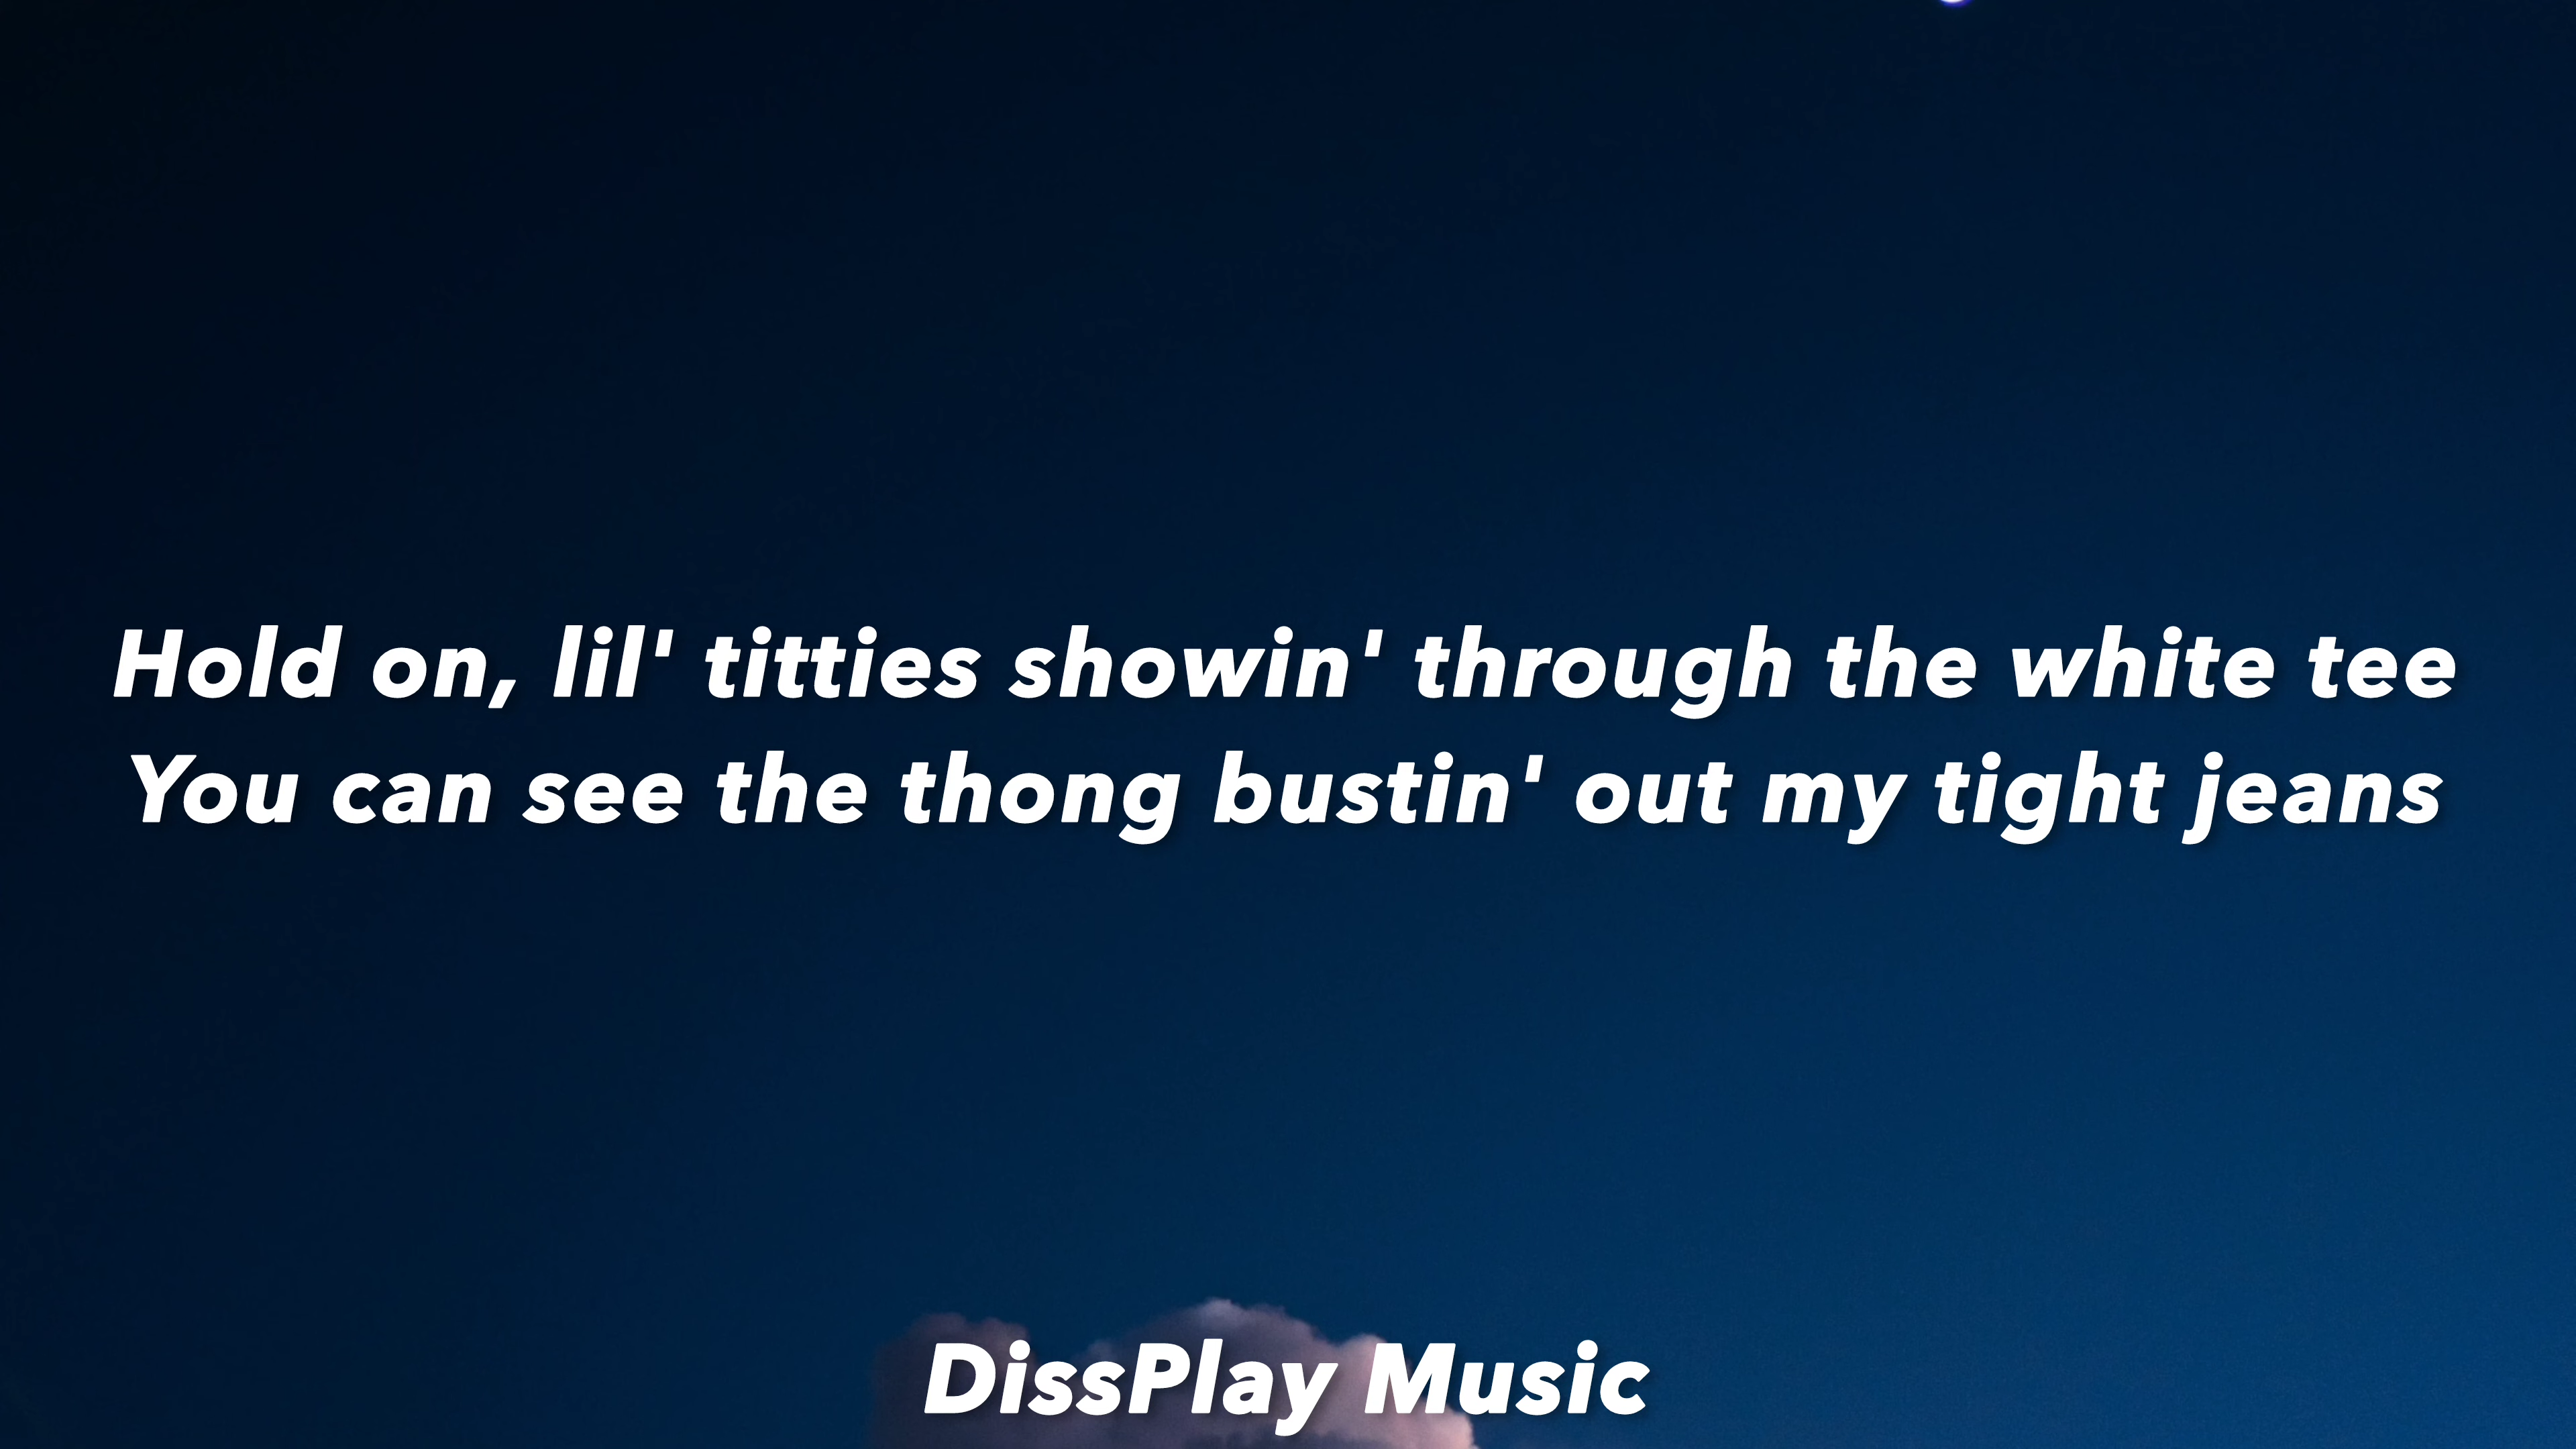 Hold on, lil' titties showin' through the white tee
You can see the thong bustin' out my tight jeans
DissPlay Music